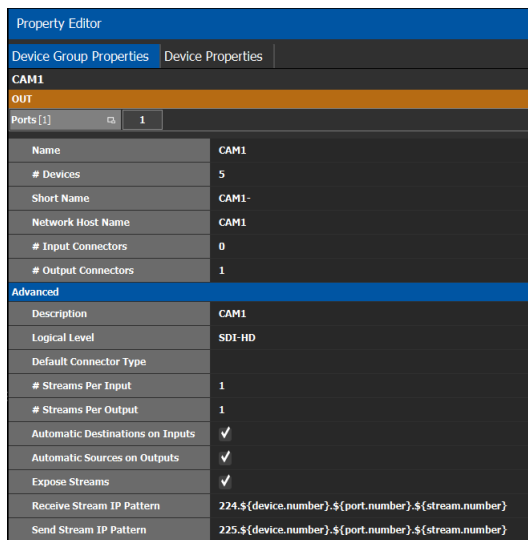 Property Editor
Device Group Properties Device Properties
CAM1
OUT
Ports [1] 1
Name CAM1
# Devices 5
Short Name CAM1-
Network Host Name CAM1
# Input Connectors 0
# Output Connectors 1
Advanced
Description CAM1
Logical Level SDI-HD
Default Connector Type
# Streams Per Input 1
# Streams Per Output 1
Automatic Destinations on Inputs
Automatic Sources on Outputs
Expose Streams
Receive Stream IP Pattern 224.${device.number}.${port.number}.${stream.number}
Send Stream IP Pattern 225.${device.number}.${port.number}.${stream.number}